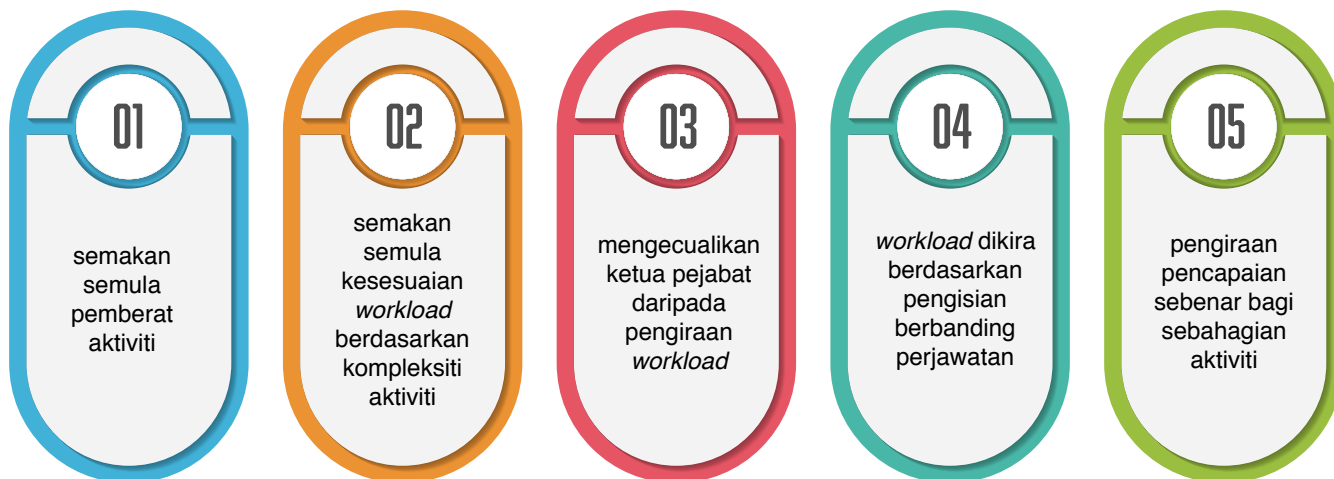 01
semakan
semula
pemberat
aktiviti
02
semakan
semula
kesesuaian
workload
berdasarkan
kompleksiti
aktiviti
03
mengecualikan
ketua pejabat
daripada
pengiraan
workload
04
workload dikira
berdasarkan
pengisian
berbanding
perjawatan
05
pengiraan
pencapaian
sebenar bagi
sebahagian
aktiviti